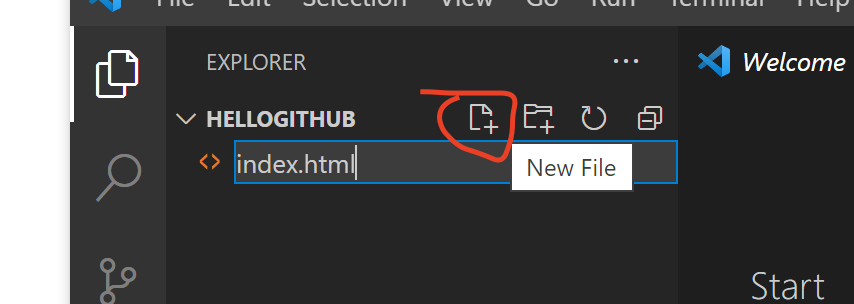 File Edit Selection View Go Run Terminal Help
EXPLORER ...
Welcome
HELLOGITHUB
index.html
New File
Start